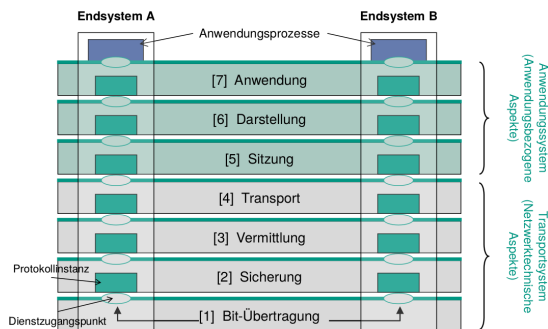 Endsystem A
Endsystem B
Anwendungsprozesse
[7] Anwendung
[6] Darstellung
[5] Sitzung
[4] Transport
[3] Vermittlung
[2] Sicherung
[1] Bit-Übertragung
Protokollinstanz
Dienstzugangspunkt
Anwendungssystem
(Anwendungsbezogene
Aspekte)
Transportsystem
(Netzwerktechnische
Aspekte)